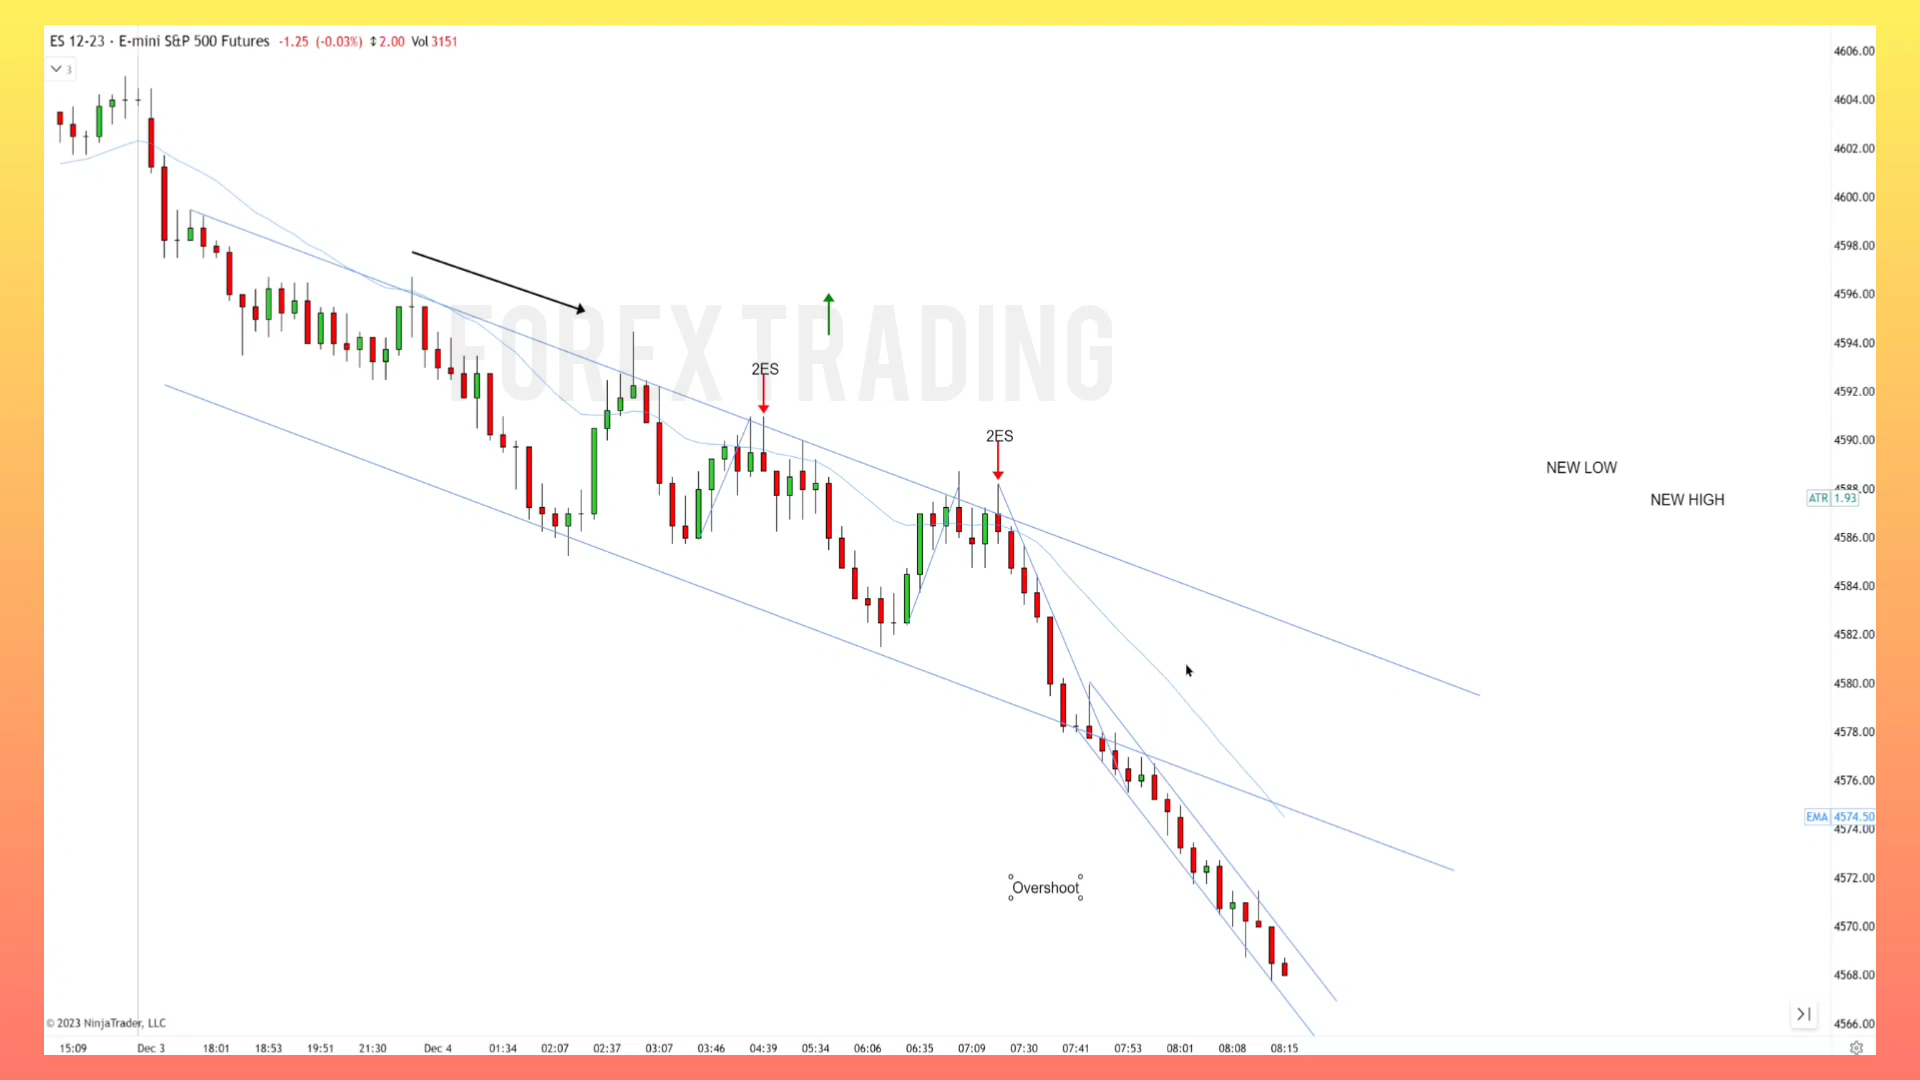 ES 12-23 · E-mini S&P 500 Futures -1.25 (-0.03%) ↕2.00 Vol 3151
3
FOREX TRADING
2ES
2ES
NEW LOW
NEW HIGH
Overshoot
4606.00
4604.00
4602.00
4600.00
4598.00
4596.00
4594.00
4592.00
4590.00
4588.00
ATR 1.93
4586.00
4584.00
4582.00
4580.00
4578.00
4576.00
EMA 4574.50
4574.00
4572.00
4570.00
4568.00
4566.00
© 2023 NinjaTrader, LLC
15:09 Dec 3 18:01 18:53 19:51 21:30 Dec 4 01:34 02:07 02:37 03:07 03:46 04:39 05:34 06:06 06:35 07:09 07:30 07:41 07:53 08:01 08:08 08:15